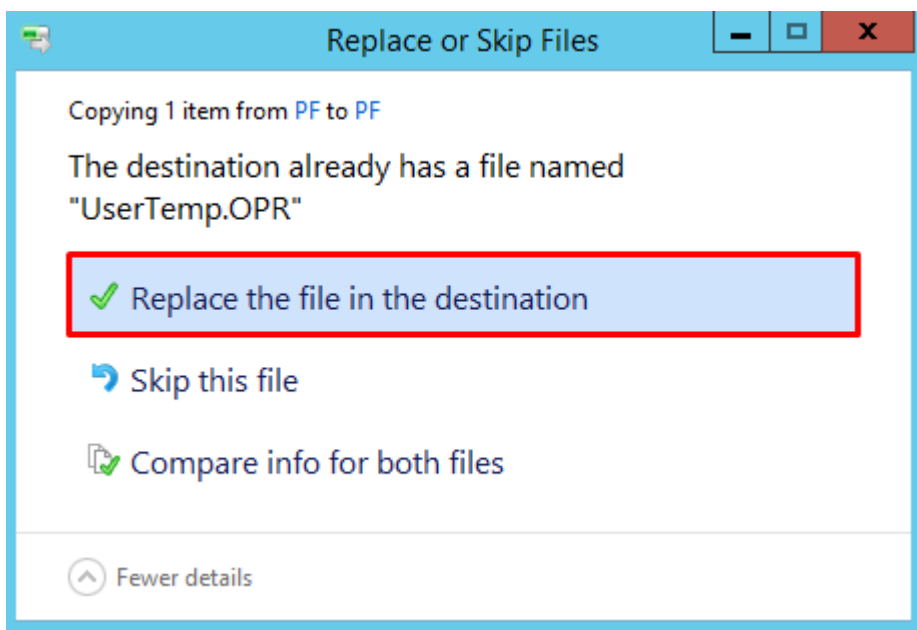 Replace or Skip Files
Copying 1 item from PF to PF
The destination already has a file named
"UserTemp.OPR"
Replace the file in the destination
Skip this file
Compare info for both files
Fewer details